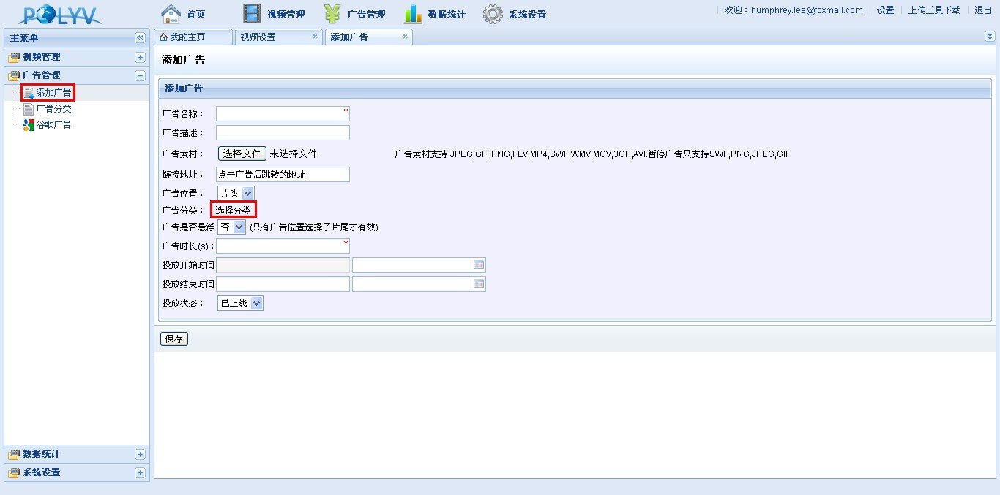 POLYV
首页
视频管理
广告管理
数据统计
系统设置
欢迎：humphrey.lee@foxmail.com
设置
上传工具下载
退出
主菜单
视频管理
广告管理
添加广告
广告分类
谷歌广告
数据统计
系统设置
我的主页
视频设置
添加广告
添加广告
添加广告
广告名称： *
广告描述：
广告素材： 选择文件 未选择文件 广告素材支持:JPEG,GIF,PNG,FLV,MP4,SWF,WMV,MOV,3GP,AVI.暂停广告只支持SWF,PNG,JPEG,GIF
链接地址： 点击广告后跳转的地址
广告位置： 片头
广告分类： 选择分类
广告是否悬浮 否 (只有广告位置选择了片尾才有效)
广告时长(s)： *
投放开始时间
投放结束时间
投放状态： 已上线
保存